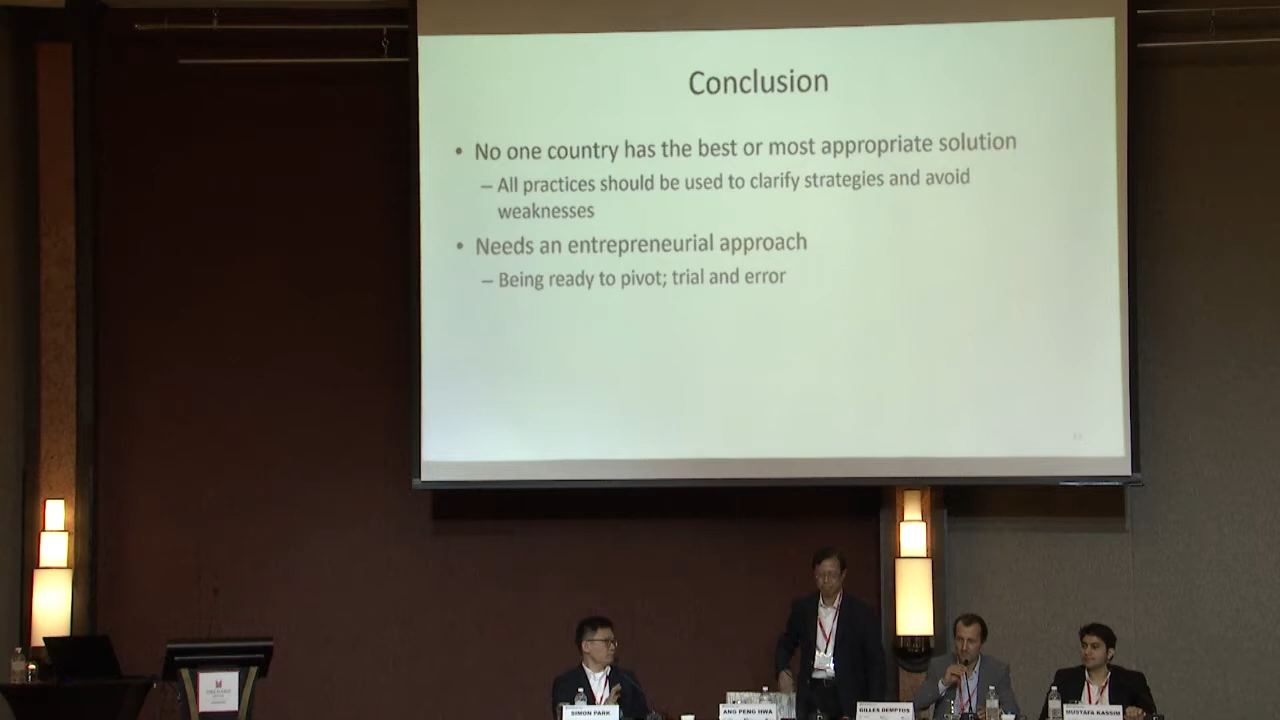 Conclusion
• No one country has the best or most appropriate solution
– All practices should be used to clarify strategies and avoid
weaknesses
• Needs an entrepreneurial approach
– Being ready to pivot; trial and error
SIMON PARK
ANG PENG HWA
GILLES DEMPTOS
MUSTAFA KASSIM